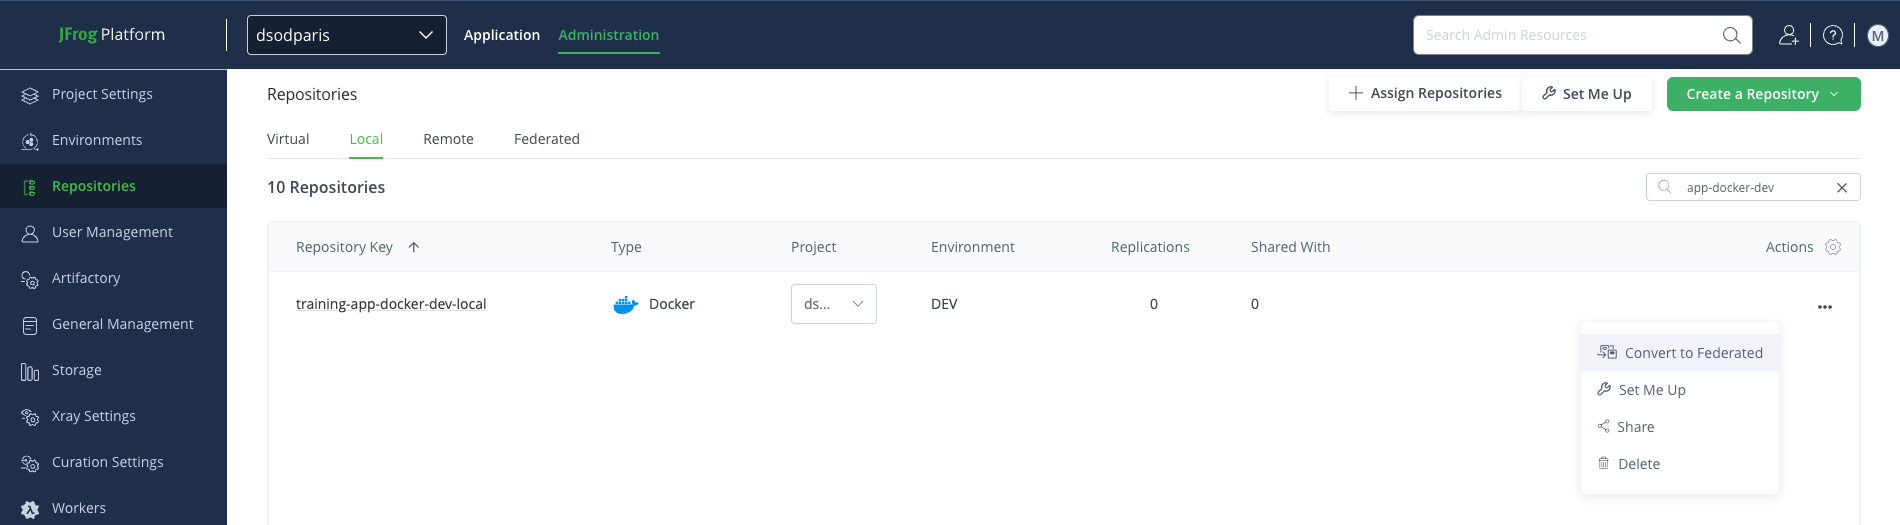 JFrog Platform
dsodparis
Application
Administration
Search Admin Resources
M
Project Settings
Environments
Repositories
User Management
Artifactory
General Management
Storage
Xray Settings
Curation Settings
Workers
Repositories
Assign Repositories
Set Me Up
Create a Repository
Virtual
Local
Remote
Federated
10 Repositories
app-docker-dev
Repository Key
Type
Project
Environment
Replications
Shared With
Actions
training-app-docker-dev-local
Docker
ds...
DEV
0
0
Convert to Federated
Set Me Up
Share
Delete